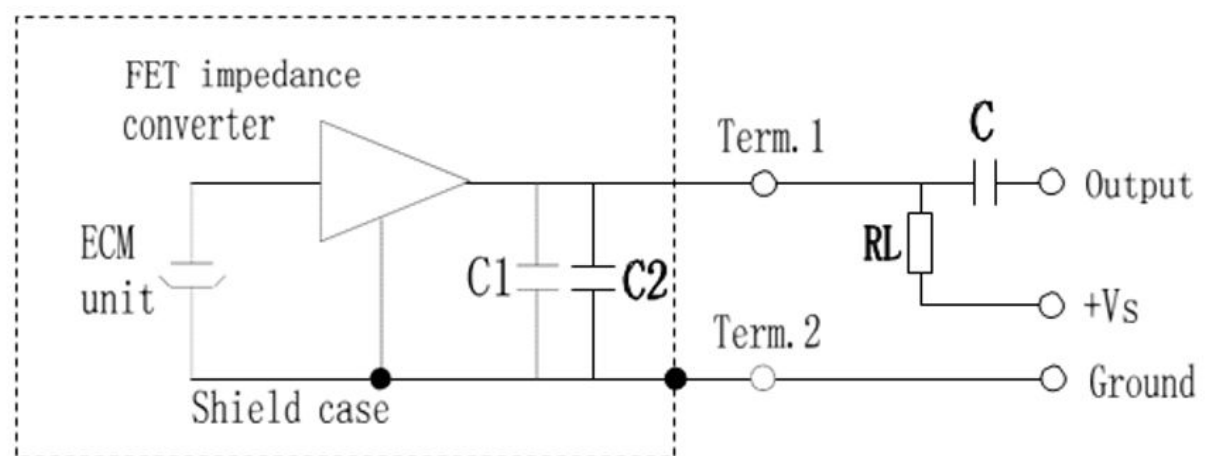 FET impedance
converter
Term.1
C
Output
ECM
unit
C1
C2
RL
+Vs
Term.2
Ground
Shield case